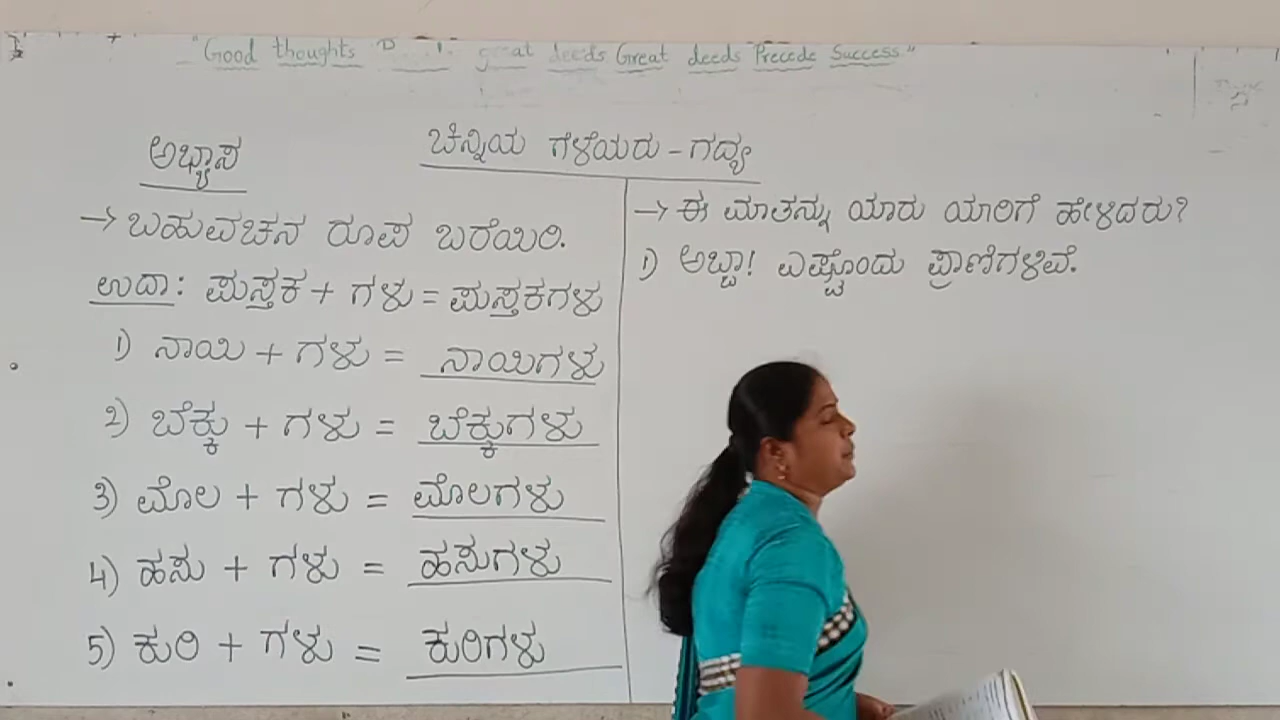 "Good thoughts great deeds Great deeds Precede Success"
ಚಿನ್ನಿಯ ಗೆಳೆಯರು - ಗದ್ಯ
ಅಭ್ಯಾಸ
→ ಬಹುವಚನ ರೂಪ ಬರೆಯಿರಿ.
ಉದಾ: ಪುಸ್ತಕ + ಗಳು = ಪುಸ್ತಕಗಳು
1) ನಾಯಿ + ಗಳು = ನಾಯಿಗಳು
2) ಬೆಕ್ಕು + ಗಳು = ಬೆಕ್ಕುಗಳು
3) ಮೊಲ + ಗಳು = ಮೊಲಗಳು
4) ಹಸು + ಗಳು = ಹಸುಗಳು
5) ಕುರಿ + ಗಳು = ಕುರಿಗಳು
→ ಈ ಮಾತನ್ನು ಯಾರು ಯಾರಿಗೆ ಹೇಳಿದರು?
1) ಅಬ್ಬಾ! ಎಷ್ಟೊಂದು ಪ್ರಾಣಿಗಳಿವೆ.